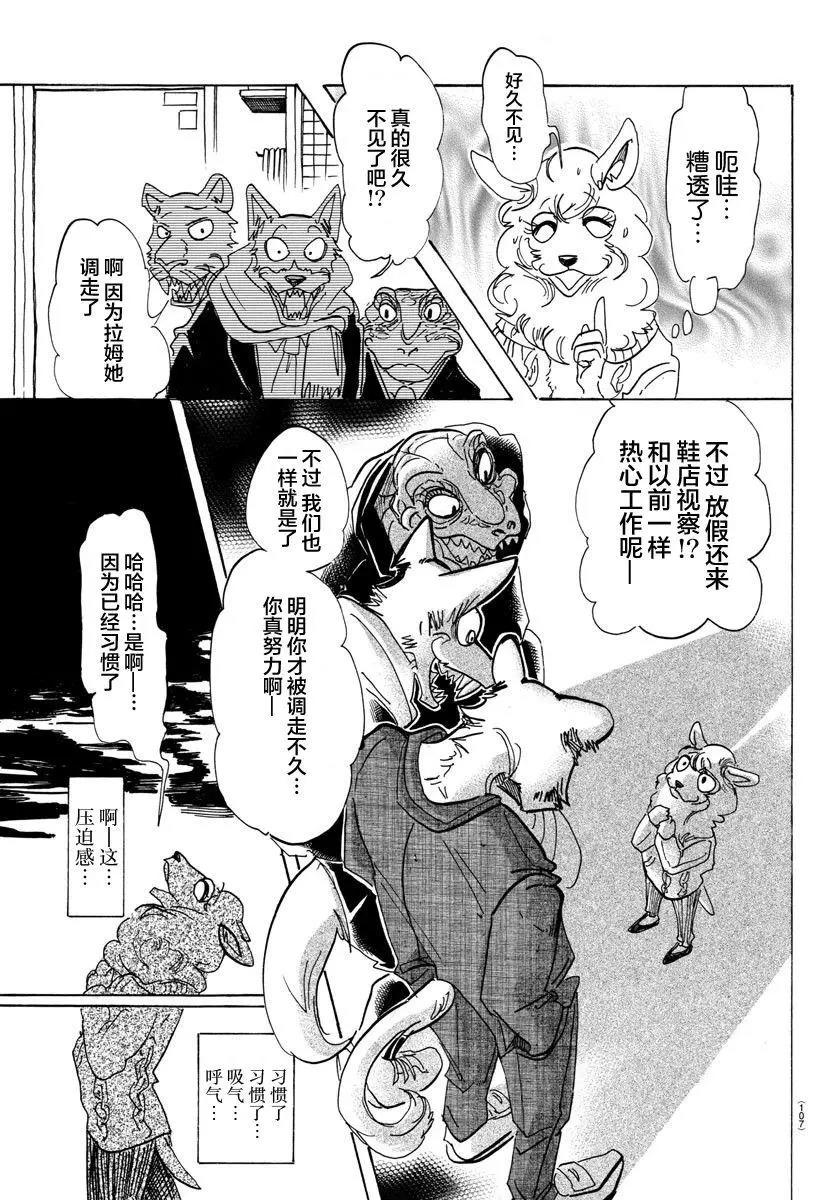 呃哇…
糟透了…
好久不见…
真的很久
不见了吧!?
啊 因为拉姆她
调走了
不过 放假还来
鞋店视察!?
和以前一样
热心工作呢—
不过 我们也
一样就是了
明明你才被调走不久…
你真努力啊—
哈哈哈…是啊—…
因为已经习惯了
啊—这…
压迫感…
习惯了
习惯了…
吸气…
呼气…
(107)